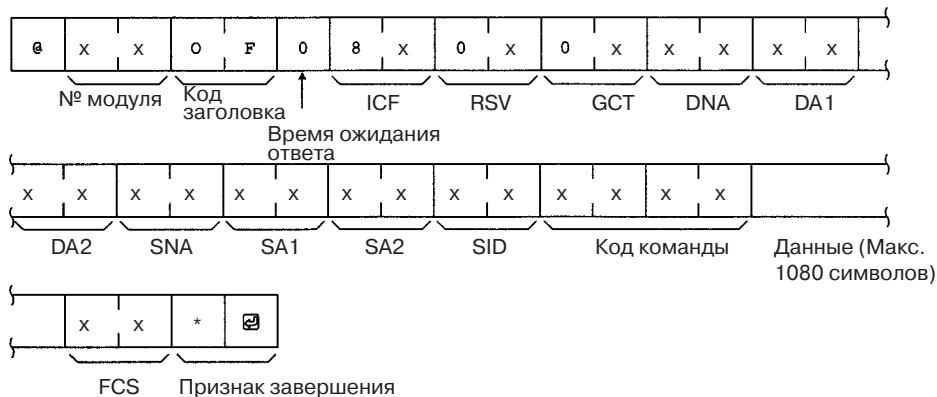 @ x x O F 0 8 x 0 x 0 x x x x x
№ модуля Код заголовка ICF RSV GCT DNA DA1
Время ожидания ответа
x x x x x x x x x x x x x x
DA2 SNA SA1 SA2 SID Код команды Данные (Макс. 1080 символов)
x x * ↵
FCS Признак завершения